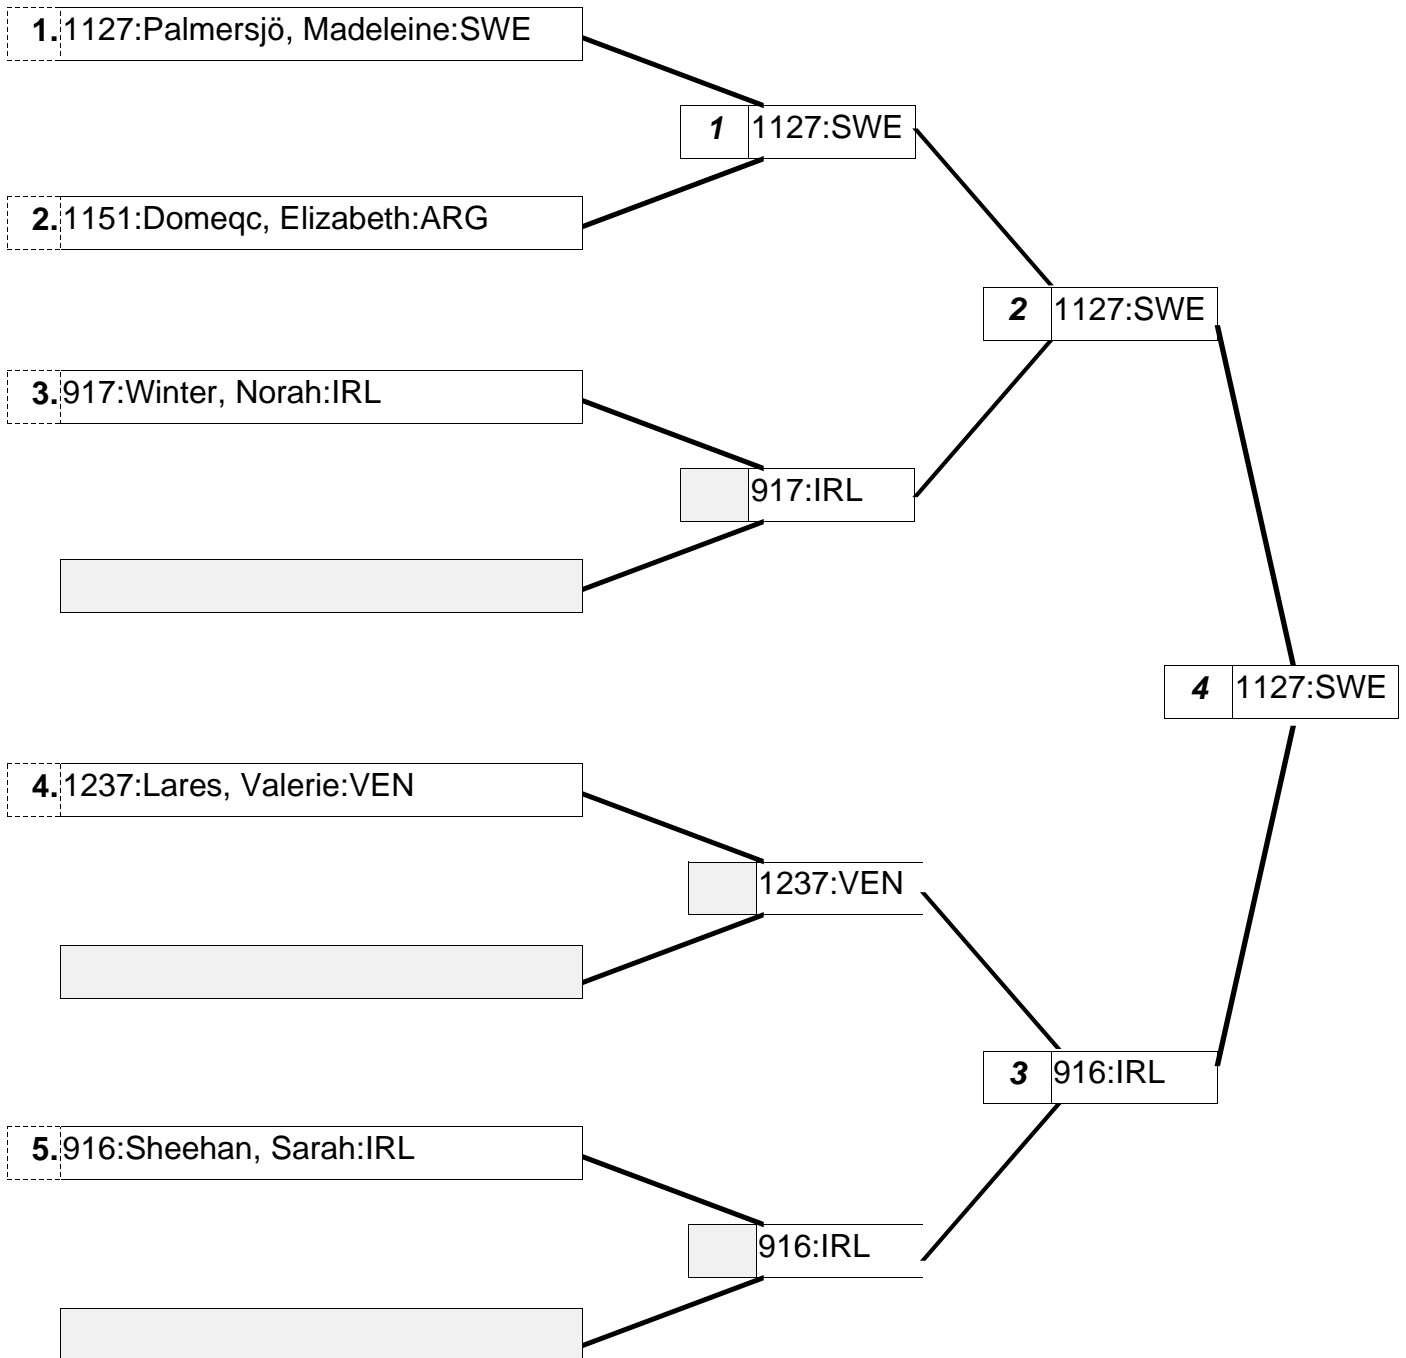 1. 1127:Palmersjö, Madeleine:SWE
1 1127:SWE
2. 1151:Domeqc, Elizabeth:ARG
2 1127:SWE
3. 917:Winter, Norah:IRL
917:IRL
4 1127:SWE
4. 1237:Lares, Valerie:VEN
1237:VEN
3 916:IRL
5. 916:Sheehan, Sarah:IRL
916:IRL